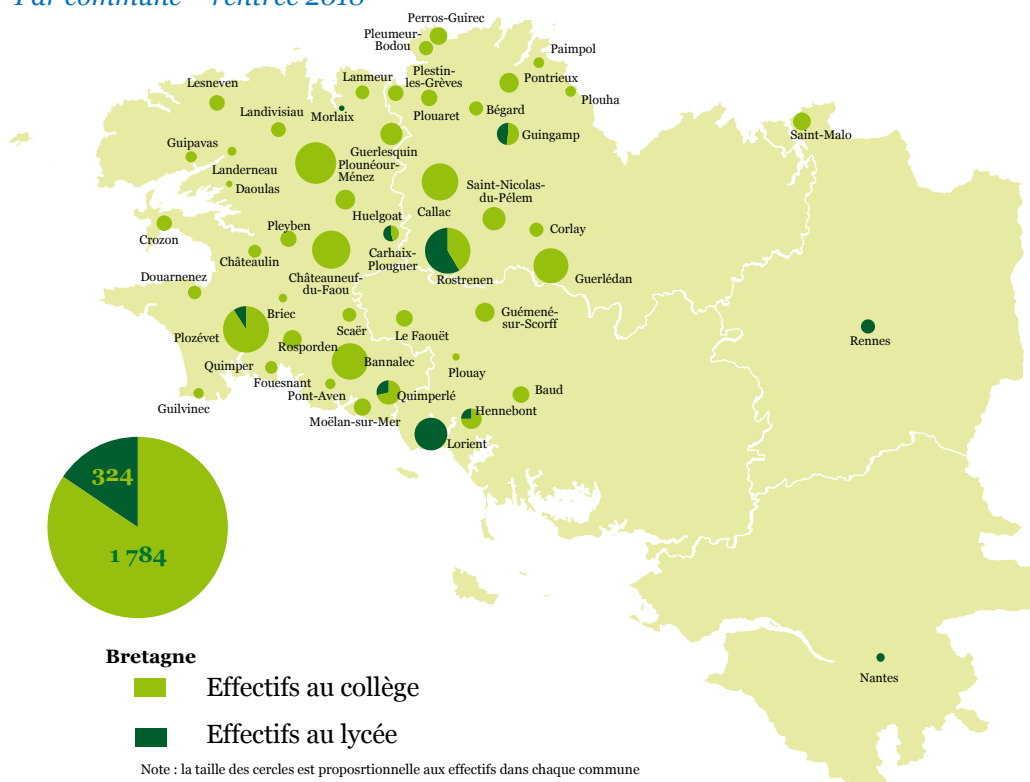 Par commune – rentrée 2018
Perros-Guirec
Pleumeur-
Bodou
Paimpol
Lesneven
Lanmeur
Plestin-
les-Grèves
Pontrieux
Plouha
Landivisiau
Morlaix
Plouaret
Bégard
Guingamp
Saint-Malo
Guipavas
Landerneau
Daoulas
Guerlesquin
Plounéour-
Ménez
Callac
Saint-Nicolas-
du-Pélem
Crozon
Pleyben
Huelgoat
Corlay
Châteaulin
Carhaix-
Plouguer
Rostrenen
Guerlédan
Douarnenez
Châteauneuf-
du-Faou
Briec
Guémené-
sur-Scorff
Plozévet
Scaër
Le Faouët
Rennes
Rosporden
Quimper
Bannalec
Plouay
Fouesnant
Pont-Aven
Quimperlé
Baud
Guilvinec
Moëlan-sur-Mer
Hennebont
Lorient
324
1 784
Bretagne
Nantes
Effectifs au collège
Effectifs au lycée
Note : la taille des cercles est proposrtionnelle aux effectifs dans chaque commune